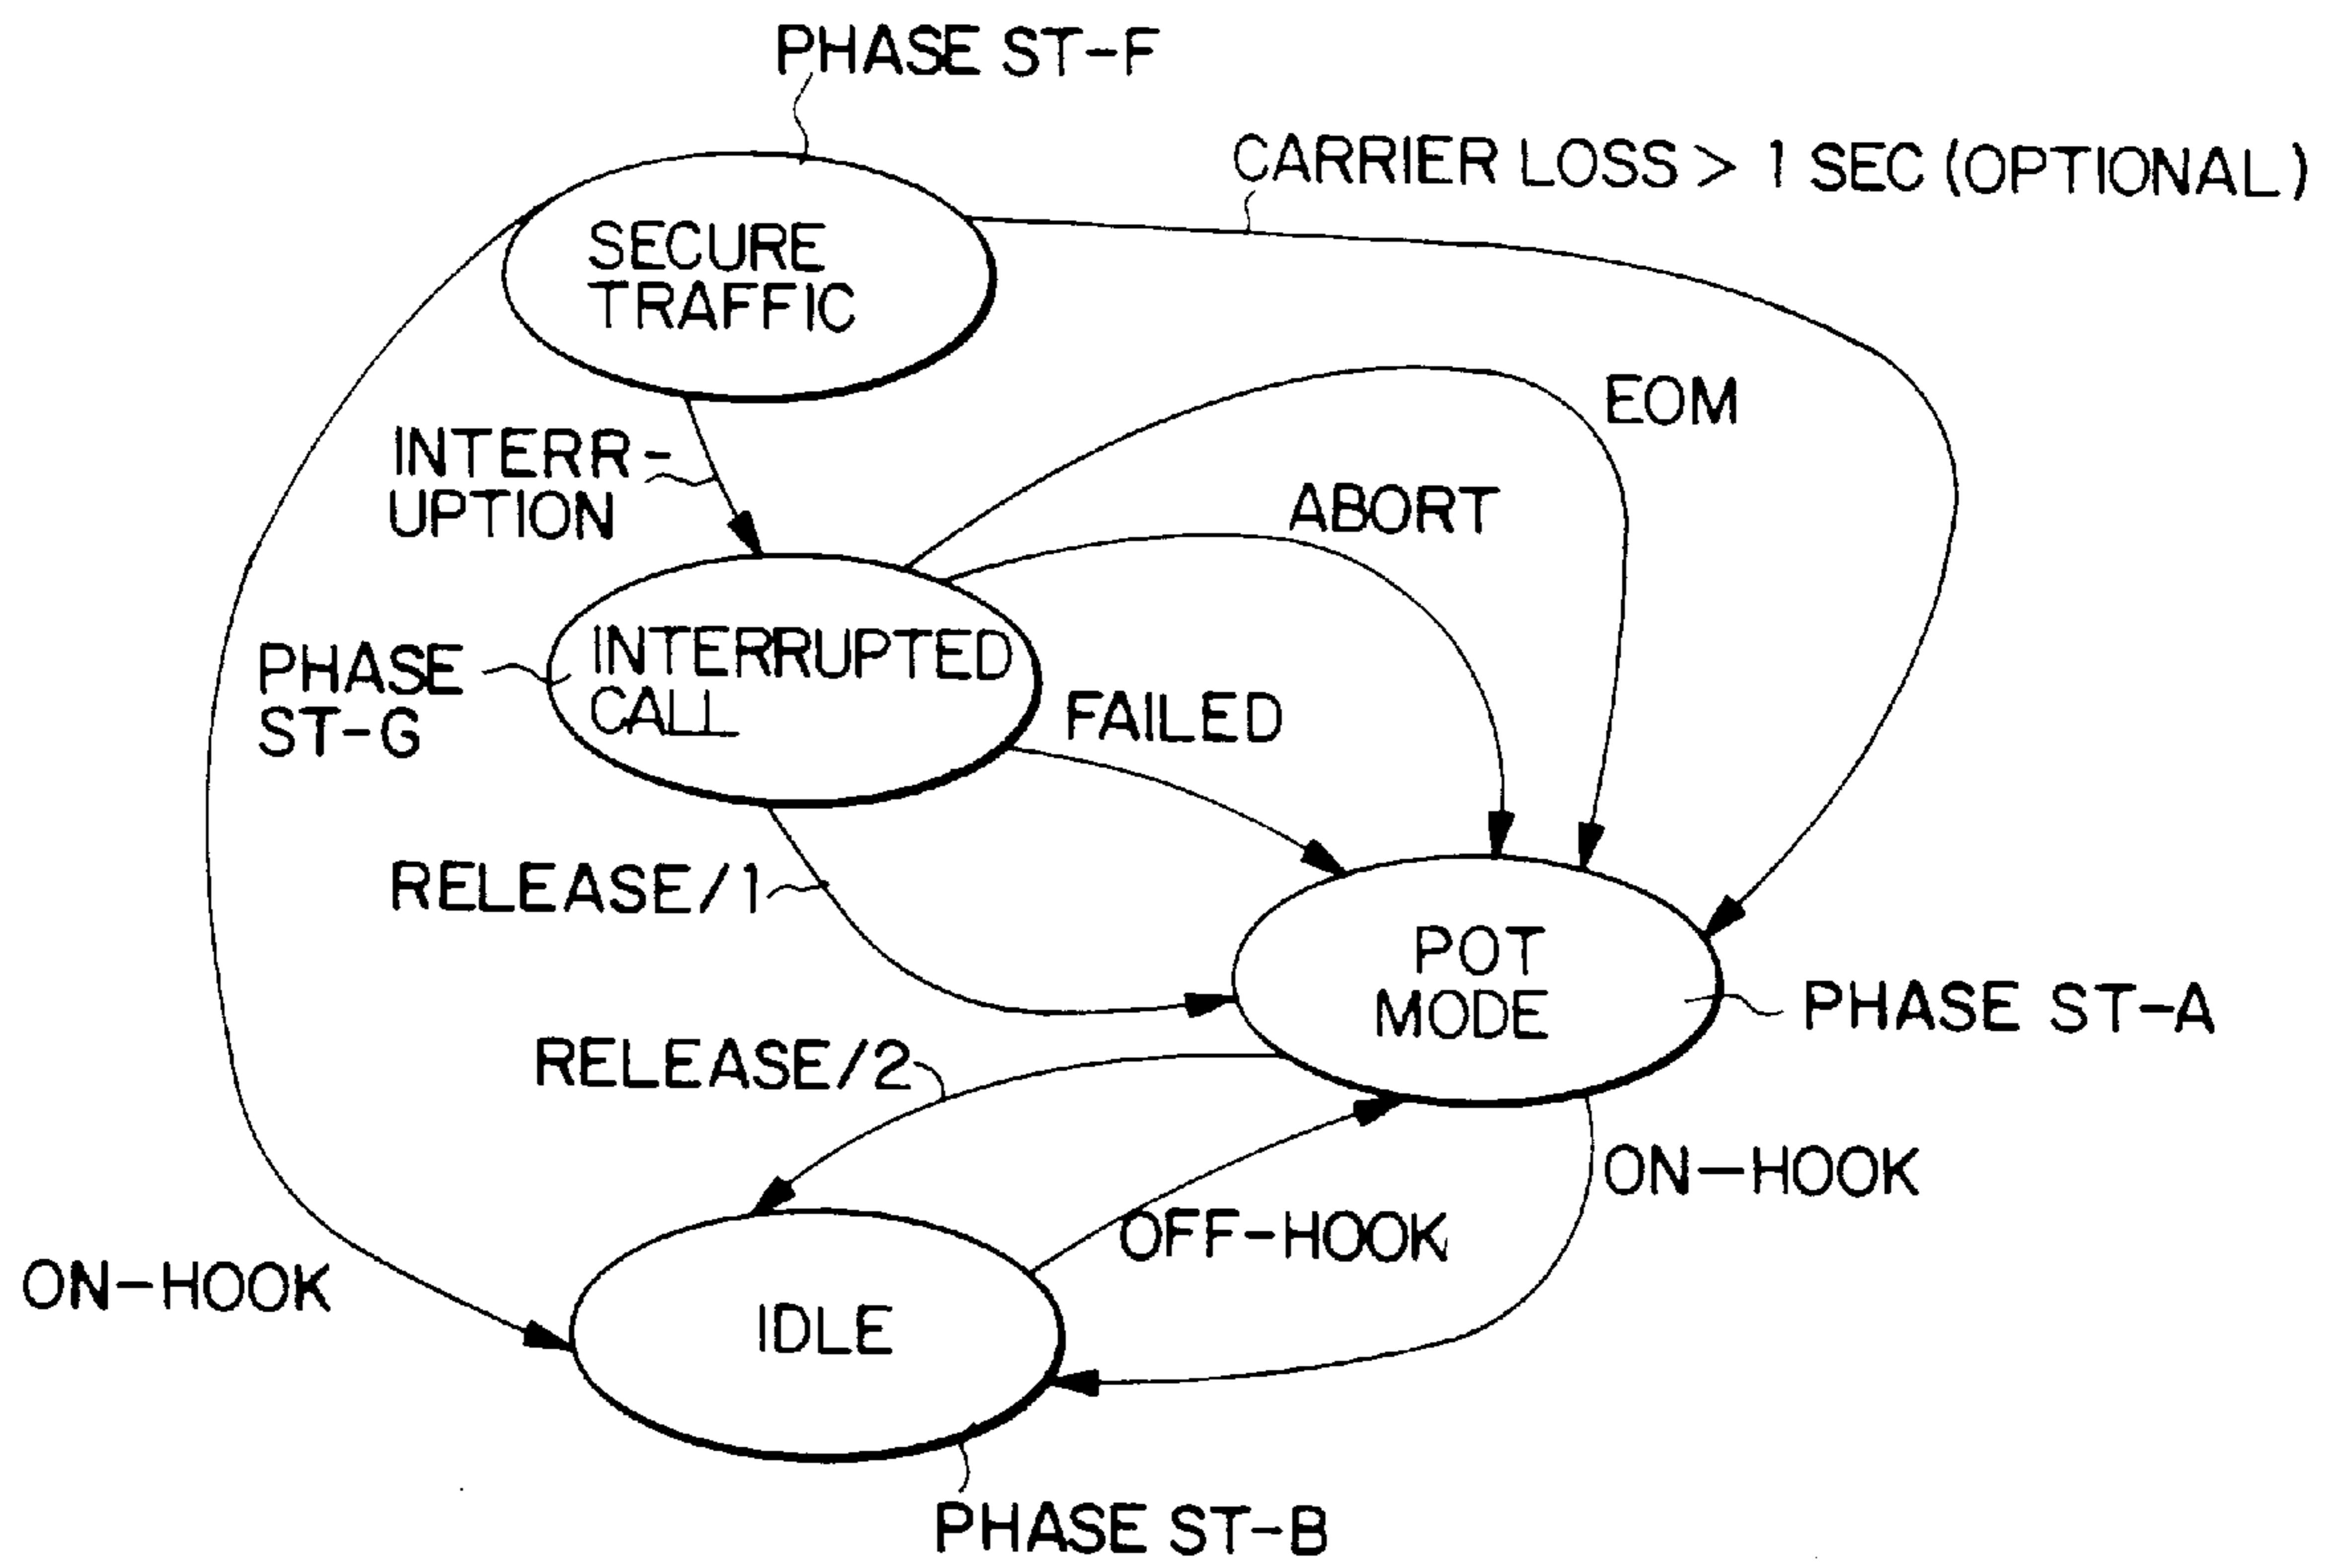 PHASE ST-F
CARRIER LOSS > 1 SEC (OPTIONAL)
SECURE
TRAFFIC
EOM
INTERR-
UPTION
ABORT
INTERRUPTED
CALL
PHASE
ST-G
FAILED
RELEASE/1
POT
MODE
PHASE ST-A
RELEASE/2
ON-HOOK
OFF-HOOK
ON-HOOK
IDLE
PHASE ST-B